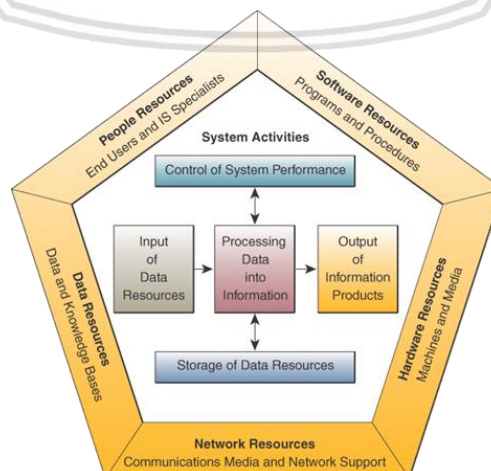 People Resources
End Users and IS Specialists
Software Resources
Programs and Procedures
System Activities
Control of System Performance
Input
of
Data
Resources
Processing
Data
into
Information
Output
of
Information
Products
Storage of Data Resources
Data Resources
Data and Knowledge Bases
Hardware Resources
Machines and Media
Network Resources
Communications Media and Network Support